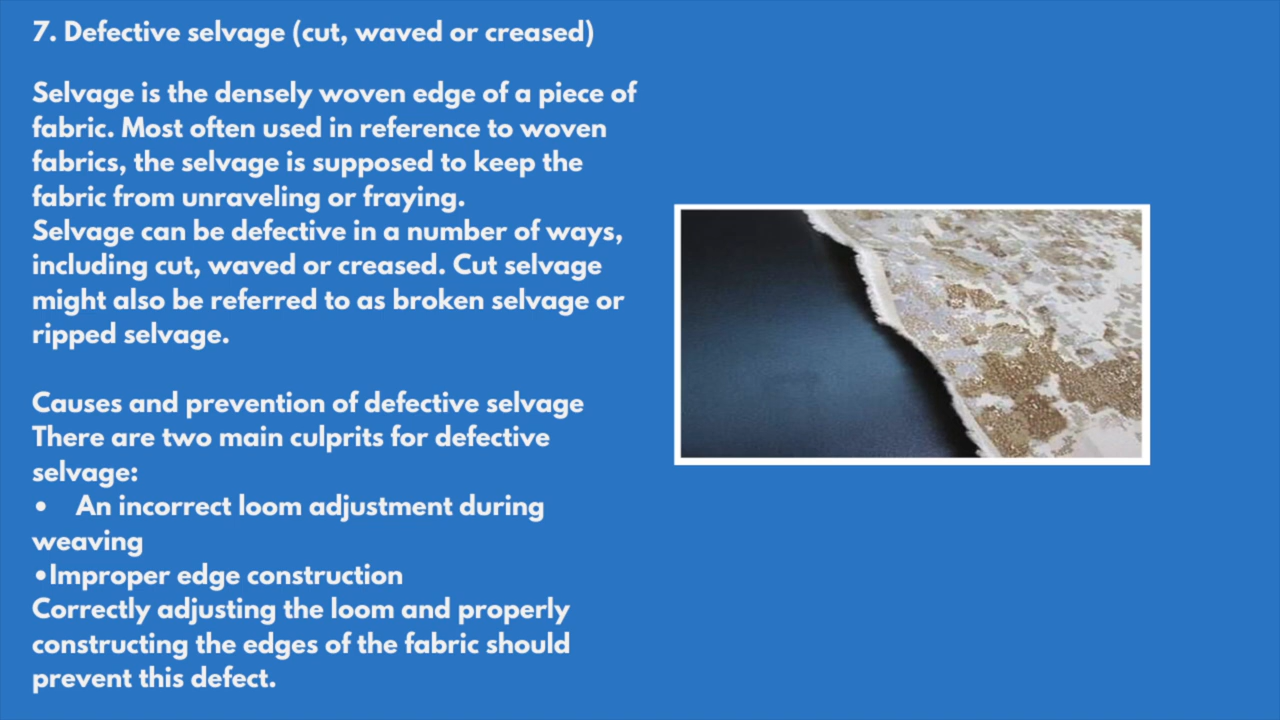 7. Defective selvage (cut, waved or creased)
Selvage is the densely woven edge of a piece of
fabric. Most often used in reference to woven
fabrics, the selvage is supposed to keep the
fabric from unraveling or fraying.
Selvage can be defective in a number of ways,
including cut, waved or creased. Cut selvage
might also be referred to as broken selvage or
ripped selvage.
Causes and prevention of defective selvage
There are two main culprits for defective
selvage:
• An incorrect loom adjustment during
weaving
•Improper edge construction
Correctly adjusting the loom and properly
constructing the edges of the fabric should
prevent this defect.